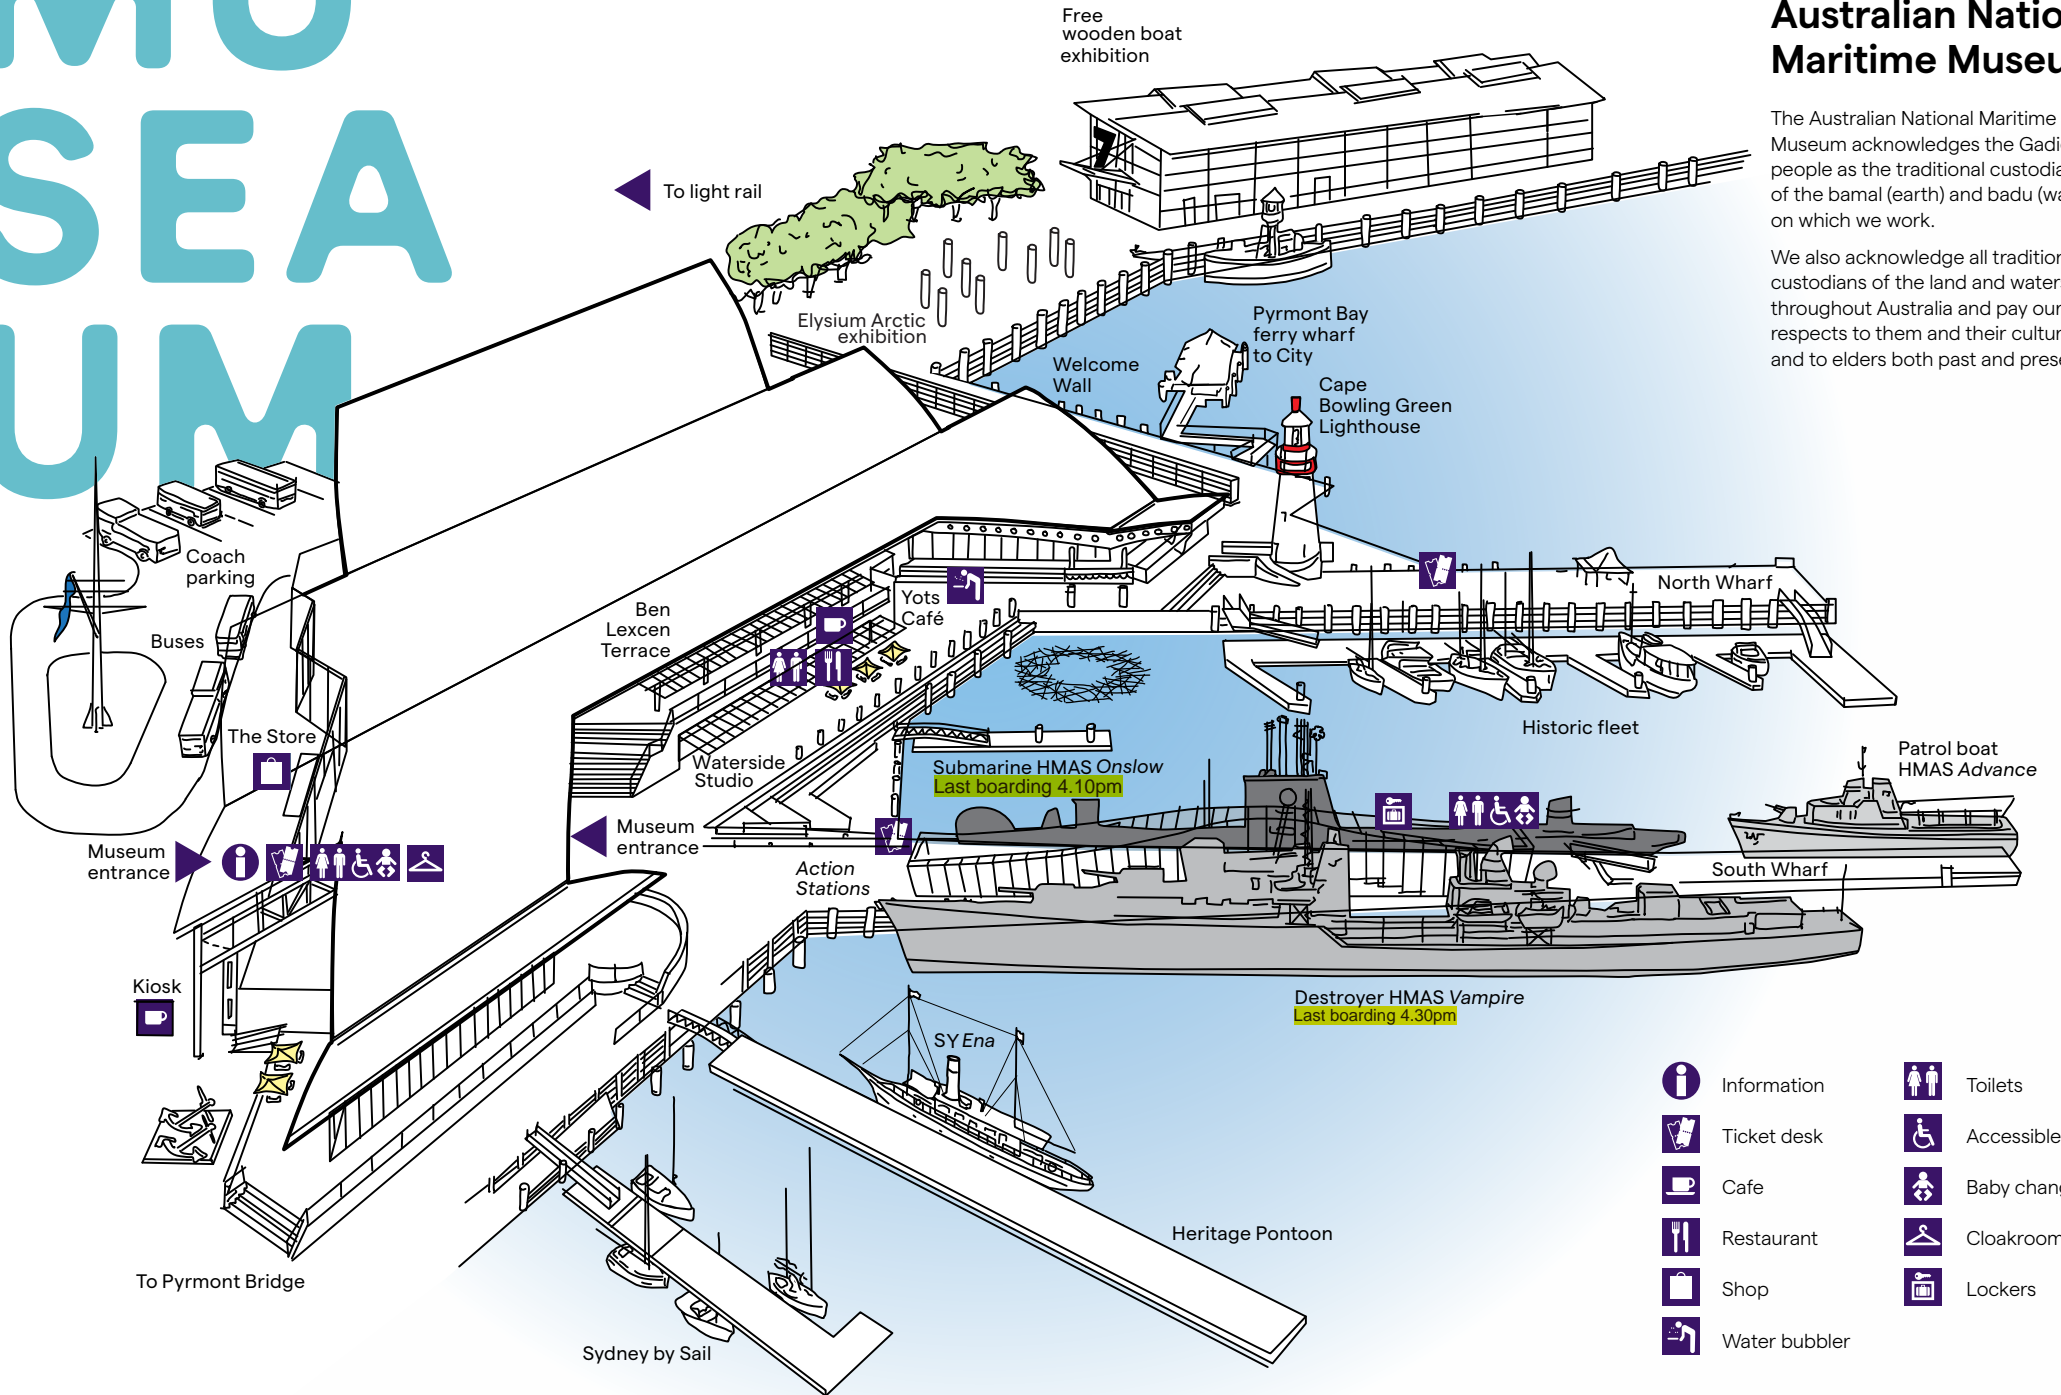 MU
SEA
UM
Free
wooden boat
exhibition
7
To light rail
Elysium Arctic
exhibition
Welcome
Wall
Pyrmont Bay
ferry wharf
to City
Cape
Bowling Green
Lighthouse
Coach
parking
Buses
Ben
Lexcen
Terrace
Yots
Café
North Wharf
Historic fleet
The Store
Waterside
Studio
Submarine HMAS Onslow
Last boarding 4.10pm
Patrol boat
HMAS Advance
Museum
entrance
Museum
entrance
Action
Stations
South Wharf
Kiosk
Destroyer HMAS Vampire
Last boarding 4.30pm
SY Ena
Heritage Pontoon
To Pyrmont Bridge
Sydney by Sail
Australian Natio
Maritime Museu
The Australian National Maritime
Museum acknowledges the Gadi
people as the traditional custodia
of the bamal (earth) and badu (wa
on which we work.
We also acknowledge all tradition
custodians of the land and water
throughout Australia and pay our
respects to them and their cultur
and to elders both past and prese
Information
Ticket desk
Cafe
Restaurant
Shop
Water bubbler
Toilets
Accessible
Baby chan
Cloakroom
Lockers